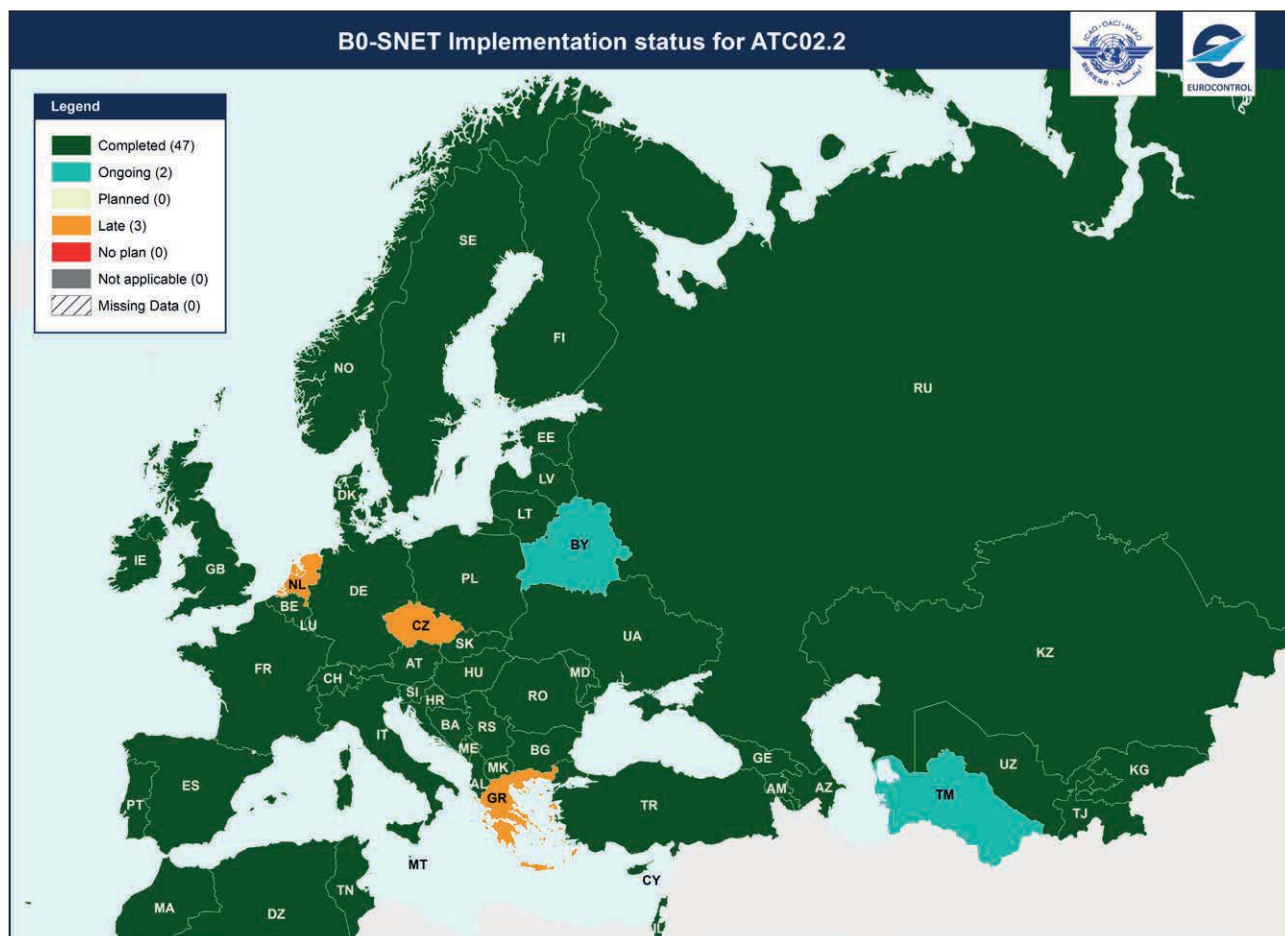 B0-SNET Implementation status for ATC02.2
ICAO · OACI · ИКАО
EUROCONTROL
Legend
Completed (47)
Ongoing (2)
Planned (0)
Late (3)
No plan (0)
Not applicable (0)
Missing Data (0)
SE
FI
NO
RU
EE
LV
DK
LT
IE
GB
BY
NL
DE
PL
BE
LU
CZ
SK
UA
KZ
FR
AT
CH
HU
MD
SI
HR
RO
BA
RS
IT
ME
BG
GE
UZ
KG
MK
AL
ES
PT
GR
TR
AM
AZ
TM
TJ
MT
CY
TN
MA
DZ
IL